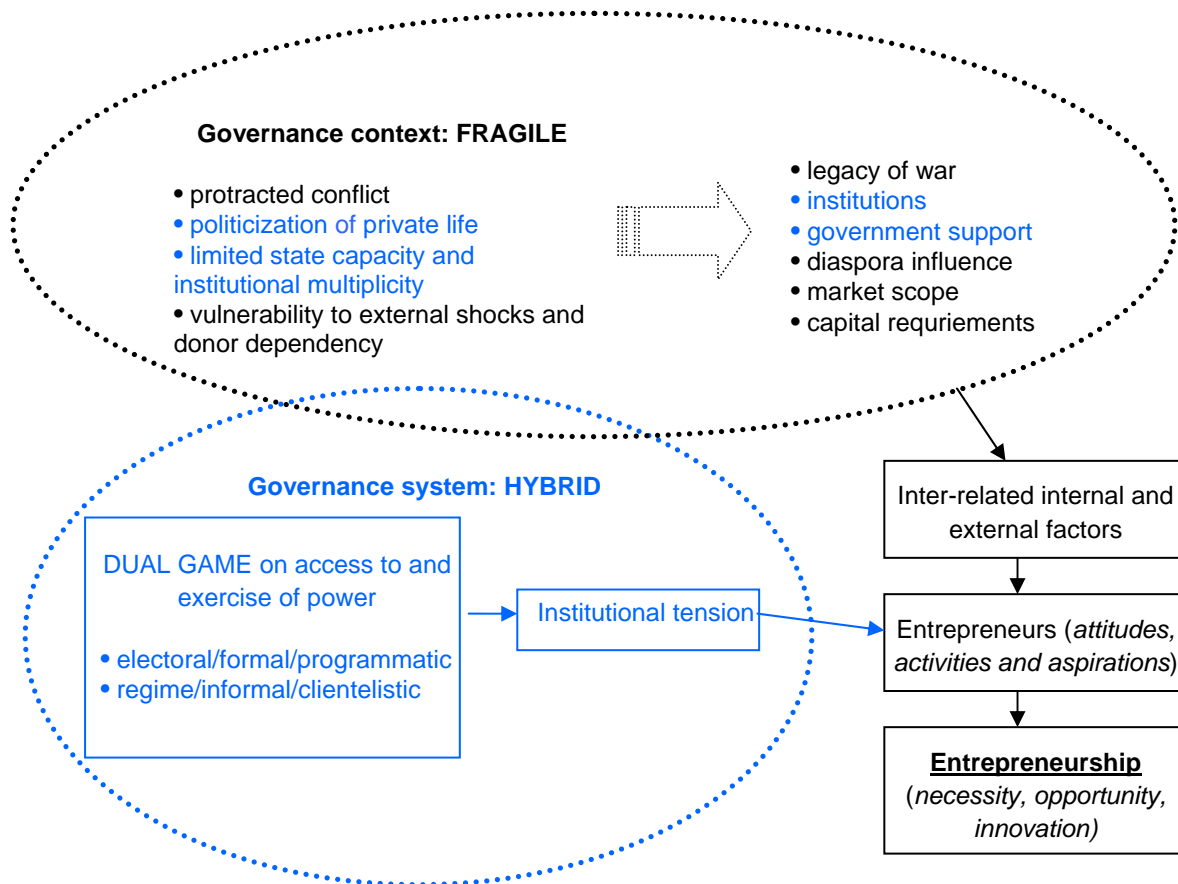 Governance context: FRAGILE
• protracted conflict
• politicization of private life
• limited state capacity and
institutional multiplicity
• vulnerability to external shocks and
donor dependency
• legacy of war
• institutions
• government support
• diaspora influence
• market scope
• capital requriements
Governance system: HYBRID
DUAL GAME on access to and
exercise of power
• electoral/formal/programmatic
• regime/informal/clientelistic
Institutional tension
Inter-related internal and
external factors
Entrepreneurs (attitudes,
activities and aspirations)
Entrepreneurship
(necessity, opportunity,
innovation)